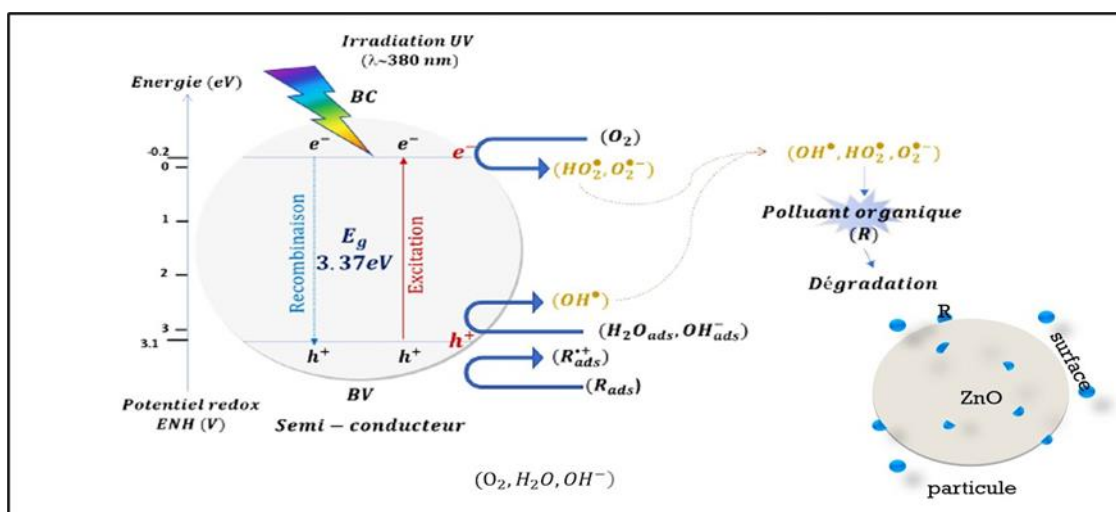 Irradiation UV
(λ~380 nm)
Energie (eV)
BC
e⁻ e⁻
e⁻
(O₂)
(HO₂•, O₂•⁻)
(OH•, HO₂•, O₂•⁻)
-0.2
0
1
2
3
3.1
Recombinaison
E_g
3.37eV
Excitation
Polluant organique
(R)
Dégradation
(OH•)
h⁺
(H₂O_ads, OH⁻_ads)
h⁺ h⁺
(R•⁺_ads)
(R_ads)
BV
Potentiel redox
ENH (V)
Semi − conducteur
(O₂, H₂O, OH⁻)
R
surface
ZnO
particule